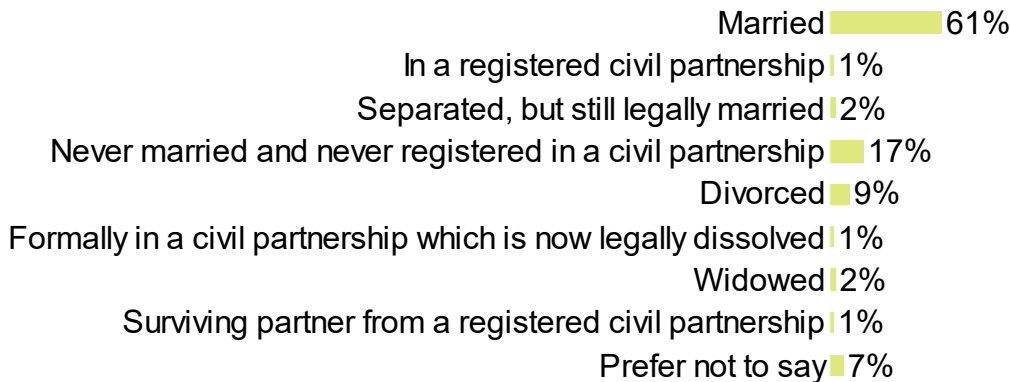 Married 61%
In a registered civil partnership 1%
Separated, but still legally married 2%
Never married and never registered in a civil partnership 17%
Divorced 9%
Formally in a civil partnership which is now legally dissolved 1%
Widowed 2%
Surviving partner from a registered civil partnership 1%
Prefer not to say 7%